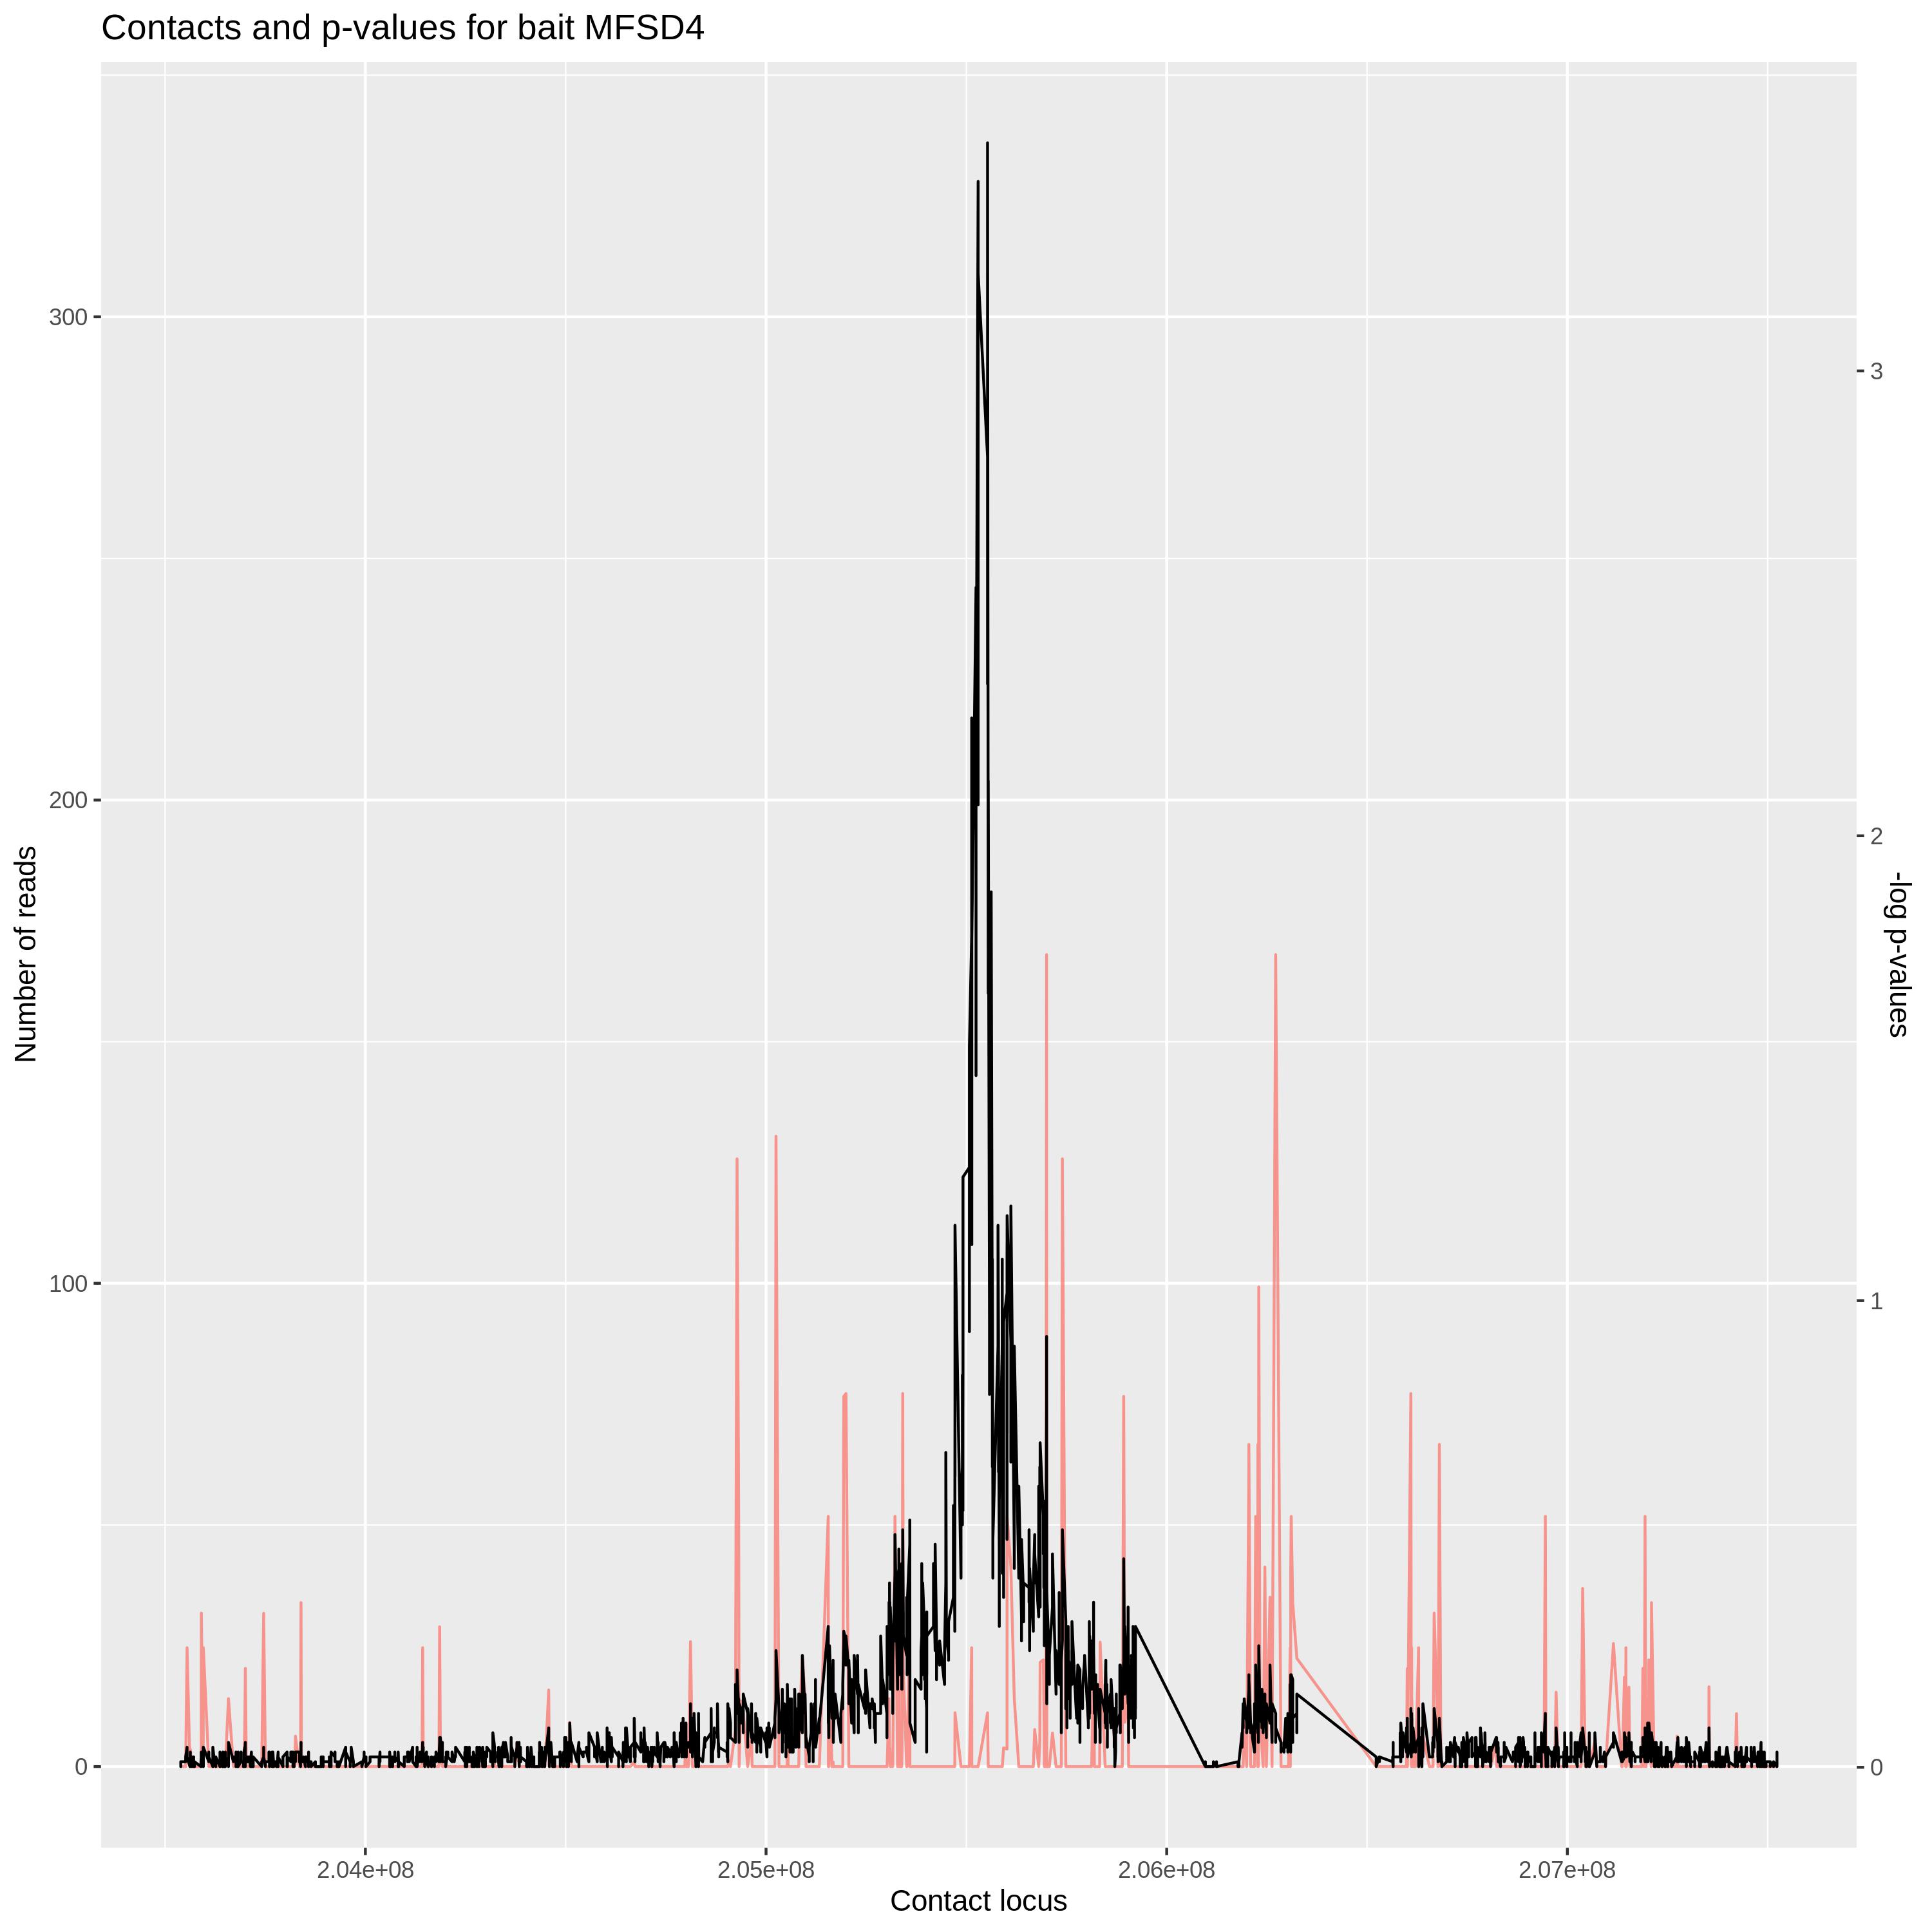 Contacts and p-values for bait MFSD4
Number of reads
300
200
100
0
3
2
1
0
-log p-values
2.04e+08
2.05e+08
2.06e+08
2.07e+08
Contact locus